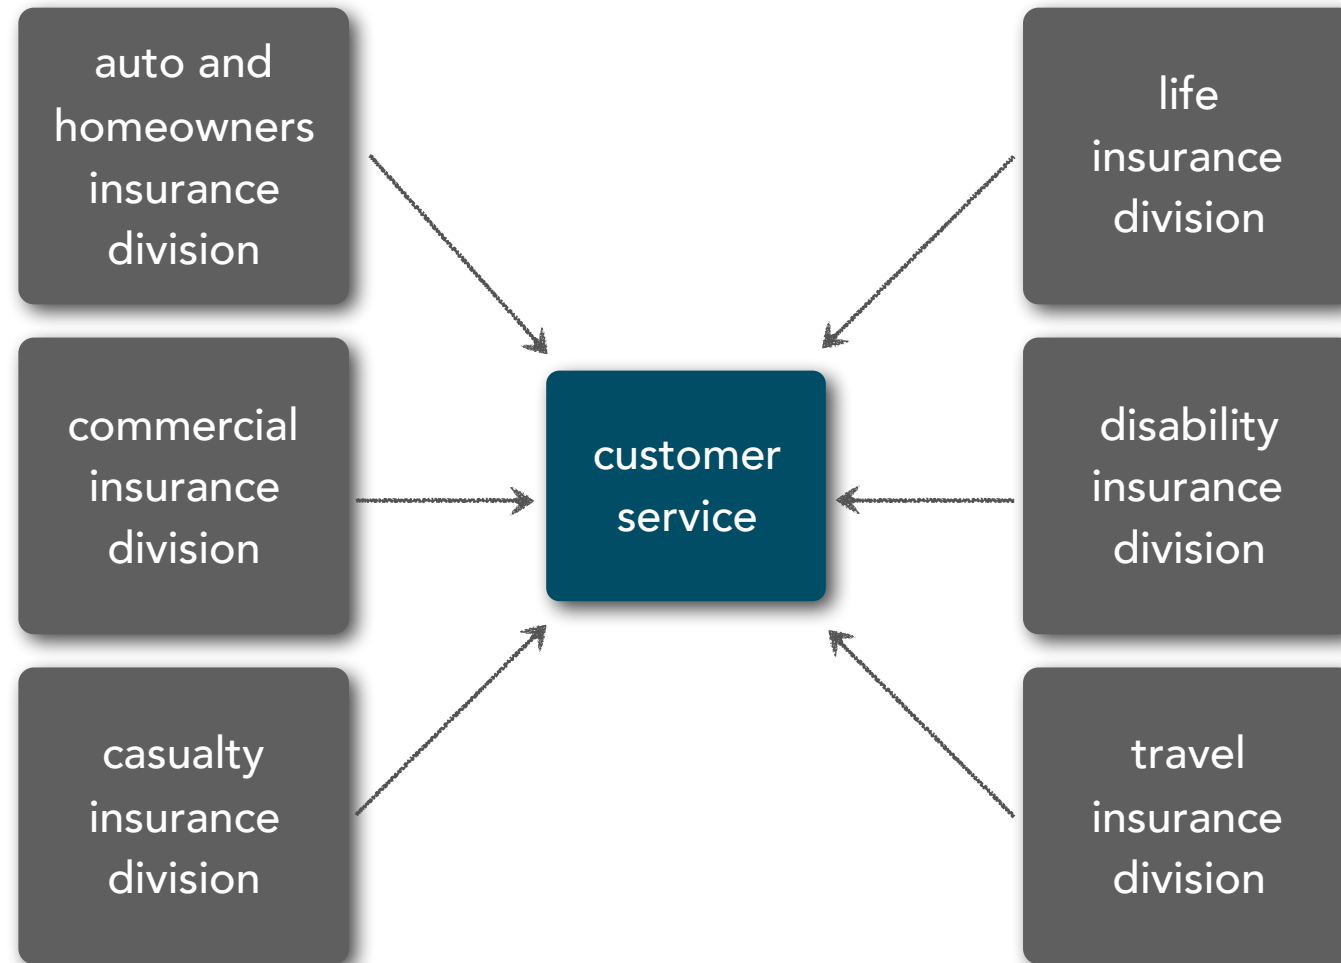 auto and
homeowners
insurance
division
life
insurance
division
commercial
insurance
division
customer
service
disability
insurance
division
casualty
insurance
division
travel
insurance
division